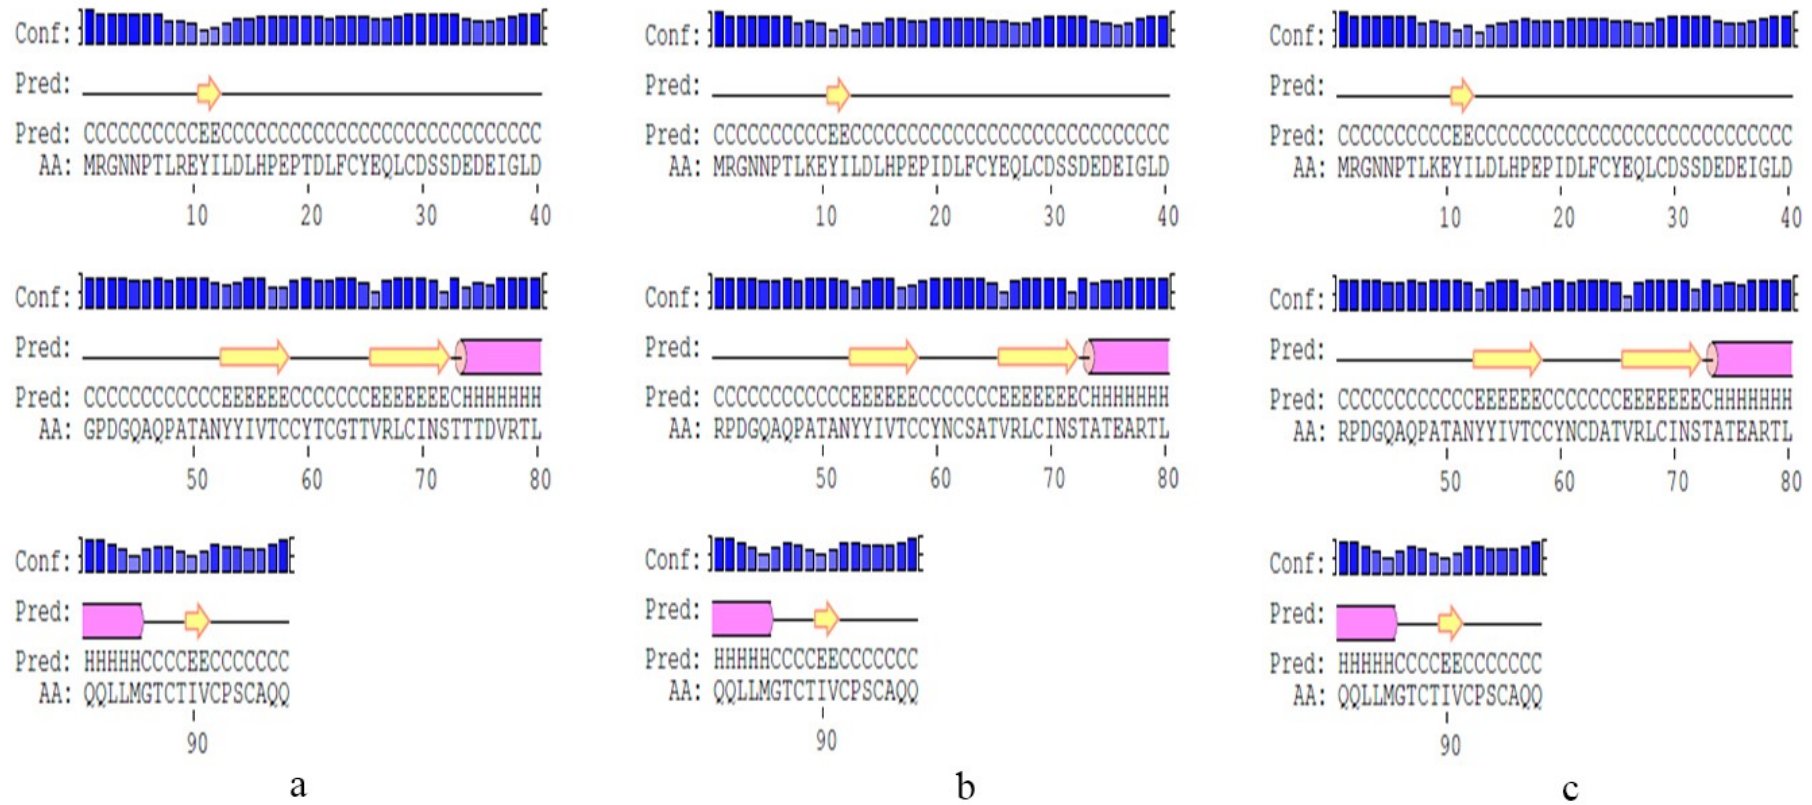 Conf:
Pred:
Pred: CCCCCCCCCCEECCCCCCCCCCCCCCCCCCCCCCCCCCCC
AA: MRGNNPTLREYILDLHPEPTDLFCYEQLCDSSDEDEIGLD
10 20 30 40
Conf:
Pred:
Pred: CCCCCCCCCCCCEEEEEECCCCCCCEEEEEEECHHHHHHH
AA: GPDGQAQPATANYYIVTCCYTCGTTVRLCINSTTTDVRTL
50 60 70 80
Conf:
Pred:
Pred: HHHHHCCCCEECCCCCCC
AA: QQLLMGTCTIVCPSCAQQ
90
a
Conf:
Pred:
Pred: CCCCCCCCCCEECCCCCCCCCCCCCCCCCCCCCCCCCCCC
AA: MRGNNPTLKEYILDLHPEPIDLFCYEQLCDSSDEDEIGLD
10 20 30 40
Conf:
Pred:
Pred: CCCCCCCCCCCCEEEEEECCCCCCCEEEEEEECHHHHHHH
AA: RPDGQAQPATANYYIVTCCYNCSATVRLCINSTATEARTL
50 60 70 80
Conf:
Pred:
Pred: HHHHHCCCCEECCCCCCC
AA: QQLLMGTCTIVCPSCAQQ
90
b
Conf:
Pred:
Pred: CCCCCCCCCCEECCCCCCCCCCCCCCCCCCCCCCCCCCCC
AA: MRGNNPTLKEYILDLHPEPIDLFCYEQLCDSSDEDEIGLD
10 20 30 40
Conf:
Pred:
Pred: CCCCCCCCCCCCEEEEEECCCCCCCEEEEEEECHHHHHHH
AA: RPDGQAQPATANYYIVTCCYNCDATVRLCINSTATEARTL
50 60 70 80
Conf:
Pred:
Pred: HHHHHCCCCEECCCCCCC
AA: QQLLMGTCTIVCPSCAQQ
90
c